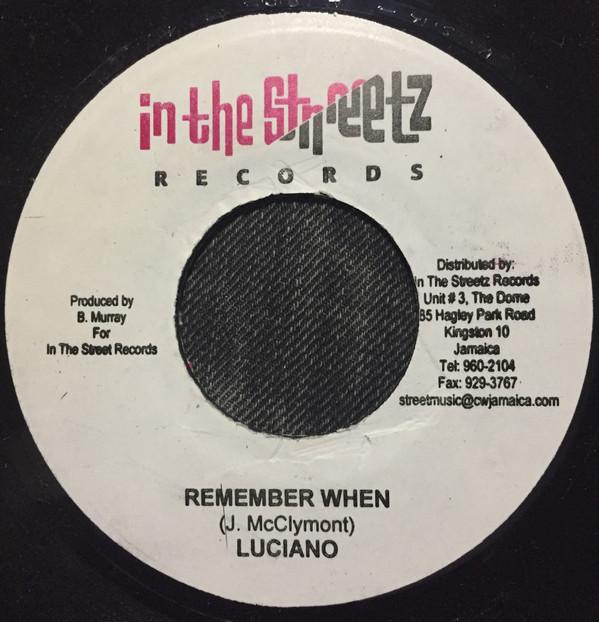 in the Streetz
RECORDS
Produced by
B. Murray
For
In The Street Records
Distributed by:
In The Streetz Records
Unit # 3, The Dome
85 Hagley Park Road
Kingston 10
Jamaica
Tel: 960-2104
Fax: 929-3767
streetmusic@cwjamaica.com
REMEMBER WHEN
(J. McClymont)
LUCIANO